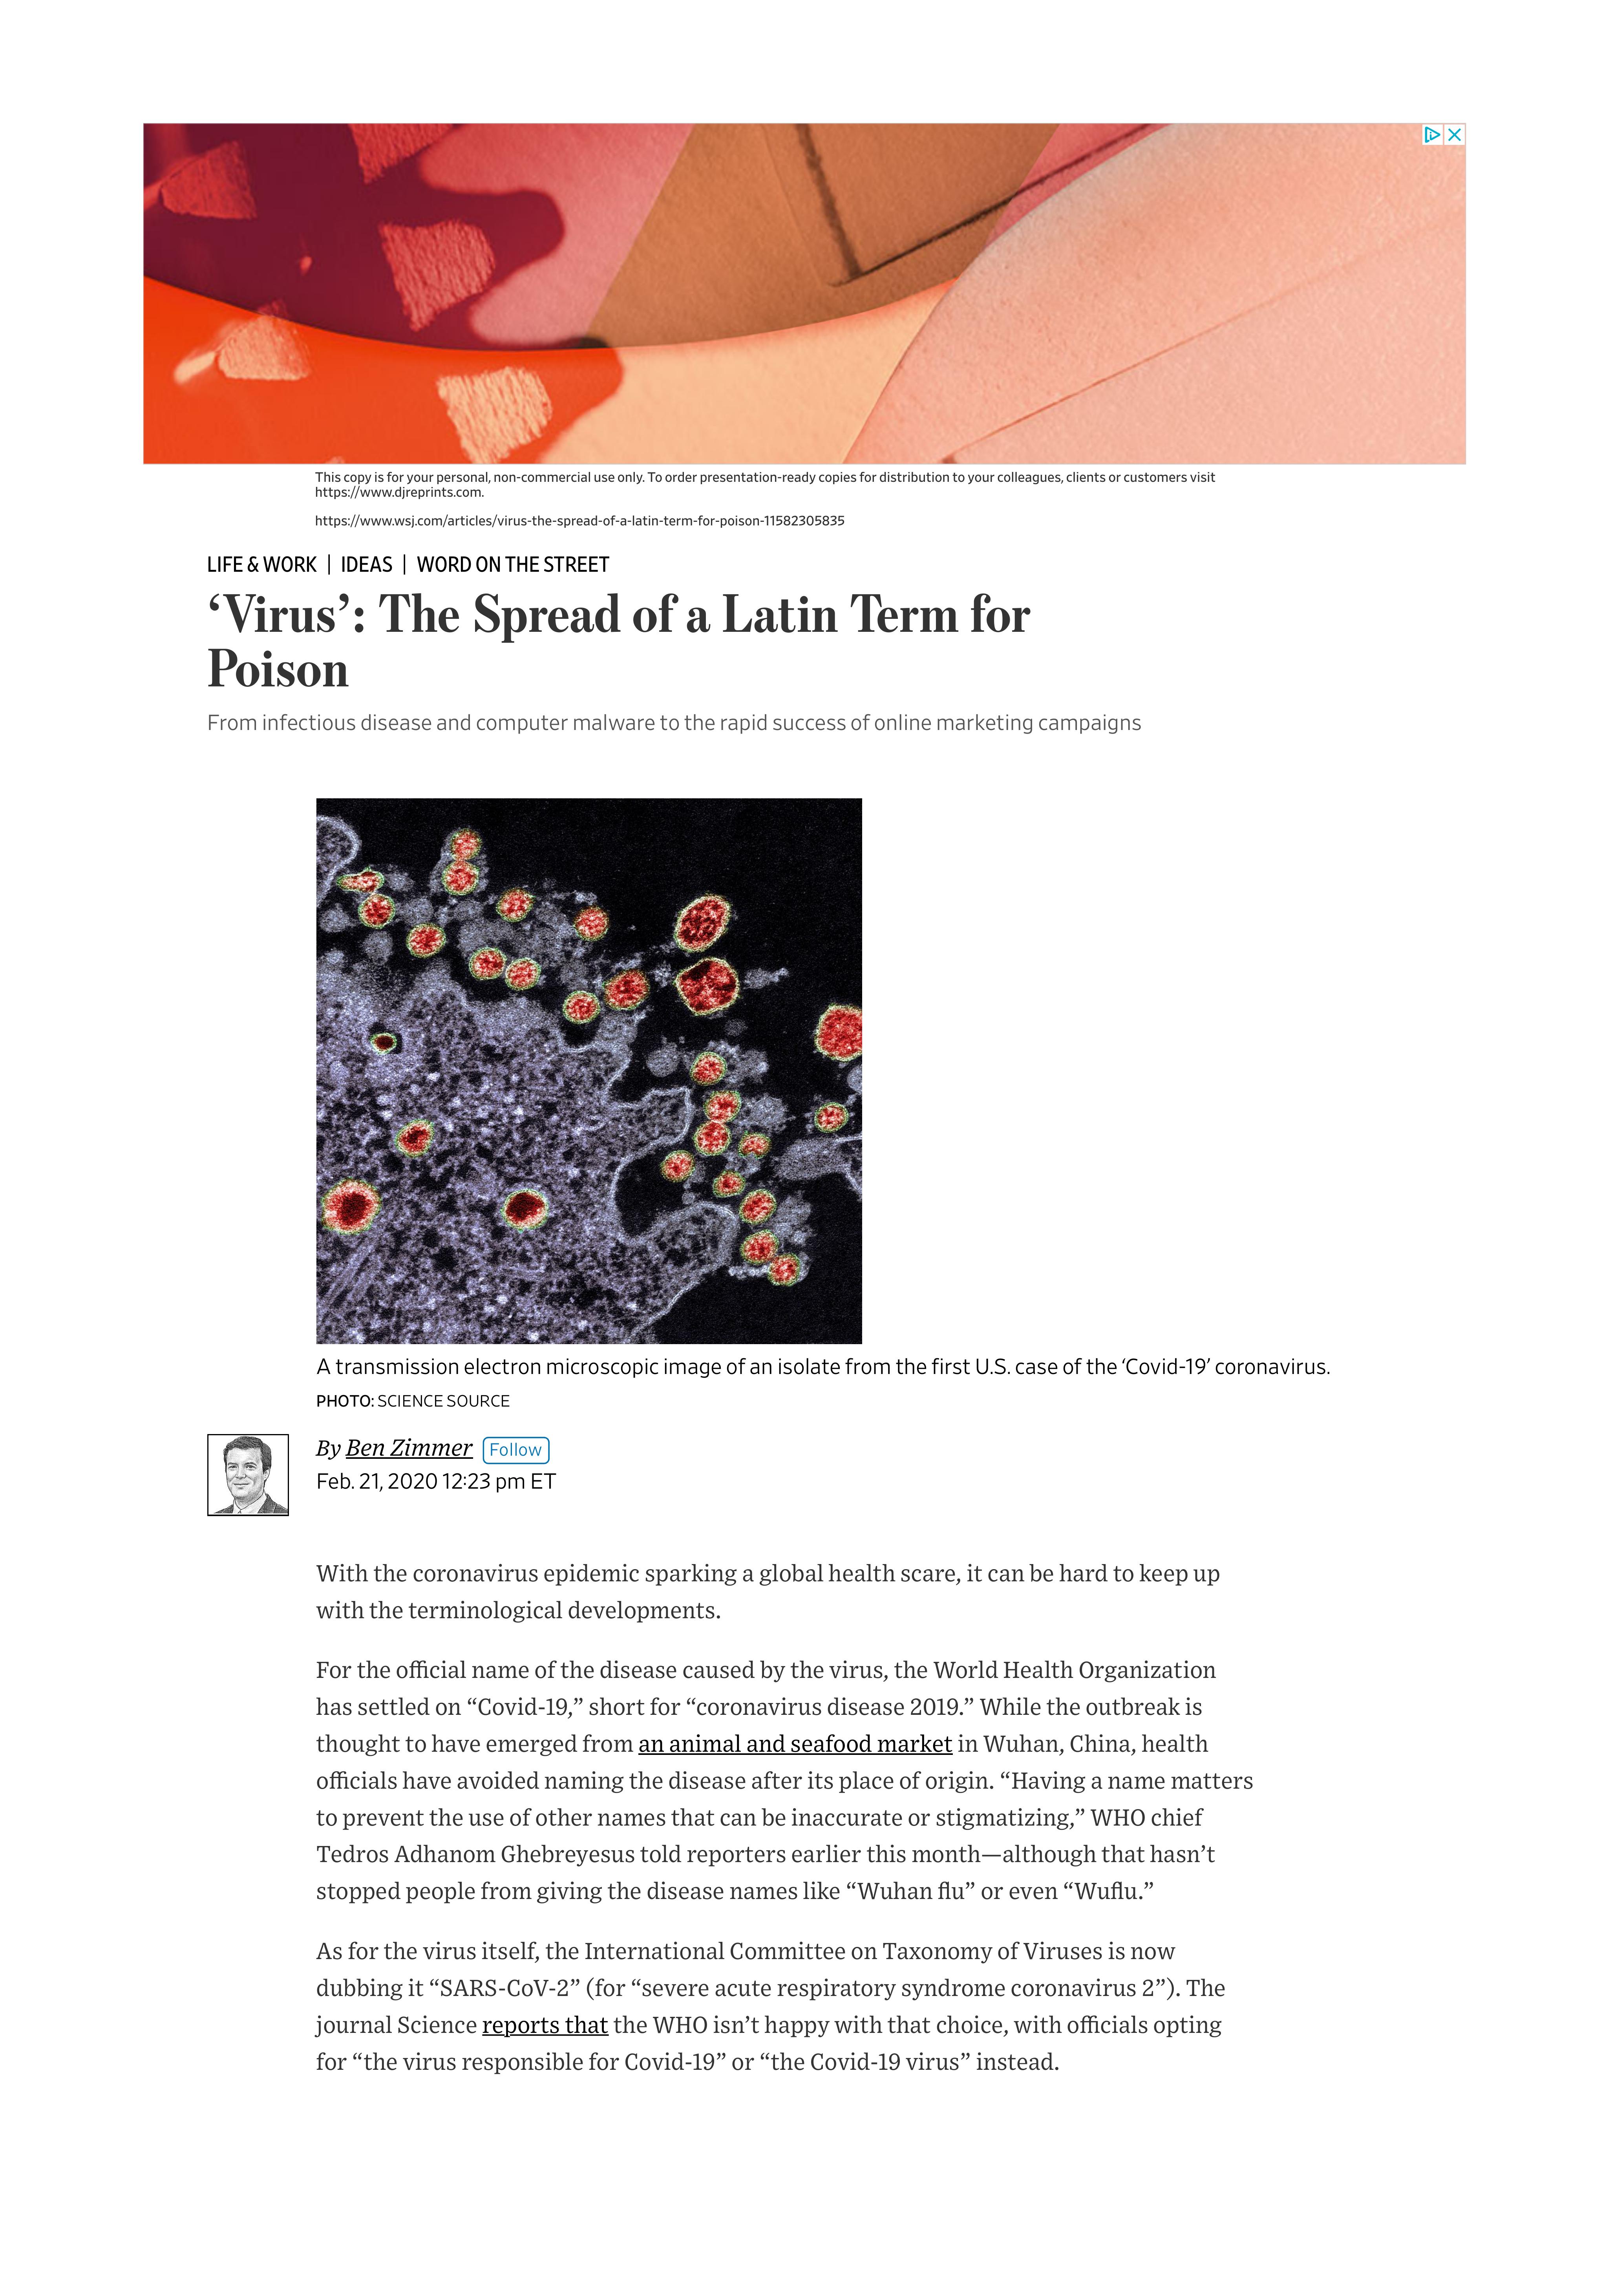 This copy is for your personal, non-commercial use only. To order presentation-ready copies for distribution to your colleagues, clients or customers visit
https://www.djreprints.com.
https://www.wsj.com/articles/virus-the-spread-of-a-latin-term-for-poison-11582305835
LIFE & WORK | IDEAS | WORD ON THE STREET
‘Virus’: The Spread of a Latin Term for
Poison
From infectious disease and computer malware to the rapid success of online marketing campaigns
A transmission electron microscopic image of an isolate from the first U.S. case of the ‘Covid-19’ coronavirus.
PHOTO: SCIENCE SOURCE
By Ben Zimmer Follow
Feb. 21, 2020 12:23 pm ET
With the coronavirus epidemic sparking a global health scare, it can be hard to keep up
with the terminological developments.
For the official name of the disease caused by the virus, the World Health Organization
has settled on “Covid-19,” short for “coronavirus disease 2019.” While the outbreak is
thought to have emerged from an animal and seafood market in Wuhan, China, health
officials have avoided naming the disease after its place of origin. “Having a name matters
to prevent the use of other names that can be inaccurate or stigmatizing,” WHO chief
Tedros Adhanom Ghebreyesus told reporters earlier this month—although that hasn’t
stopped people from giving the disease names like “Wuhan flu” or even “Wuflu.”
As for the virus itself, the International Committee on Taxonomy of Viruses is now
dubbing it “SARS-CoV-2” (for “severe acute respiratory syndrome coronavirus 2”). The
journal Science reports that the WHO isn’t happy with that choice, with officials opting
for “the virus responsible for Covid-19” or “the Covid-19 virus” instead.